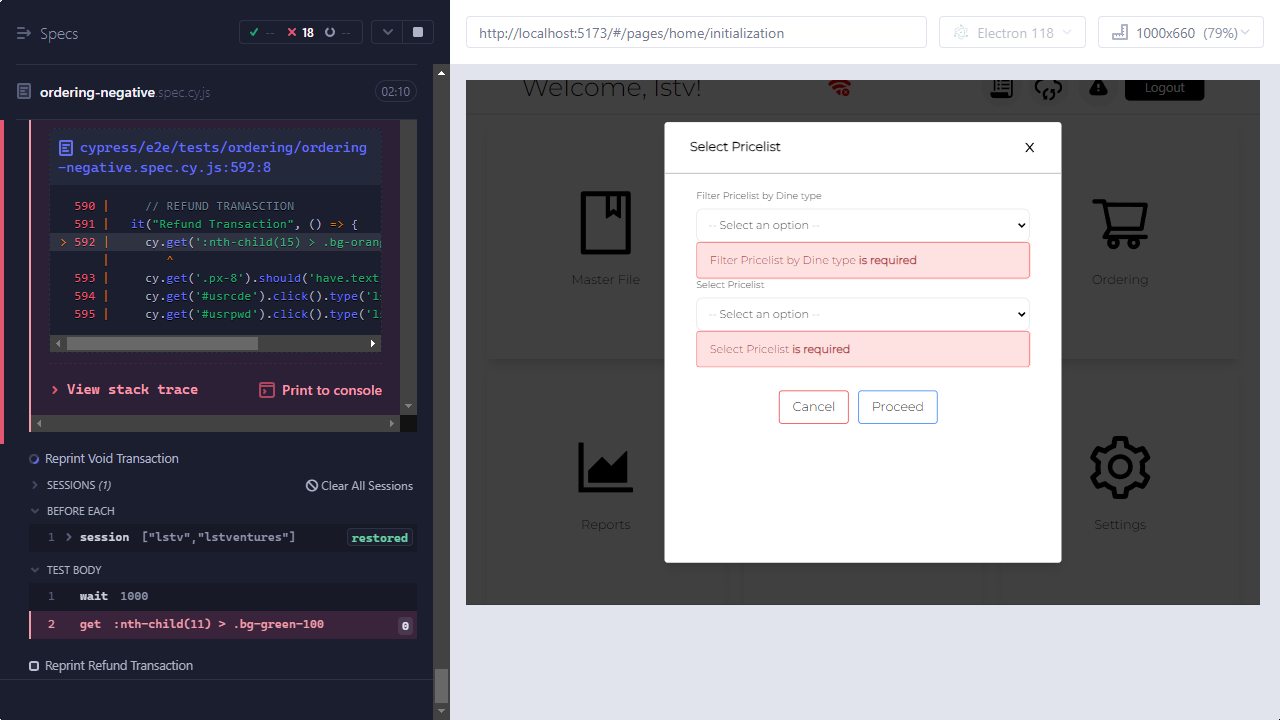 Specs
-- 18 --
ordering-negative.spec.cy.js
02:10
cypress/e2e/tests/ordering/ordering
-negative.spec.cy.js:592:8
590 | // REFUND TRANASCTION
591 | it("Refund Transaction", () => {
> 592 | cy.get(':nth-child(15) > .bg-oran
| ^
593 | cy.get('.px-8').should('have.text
594 | cy.get('#usrcde').click().type('l
595 | cy.get('#usrpwd').click().type('l
View stack trace
Print to console
Reprint Void Transaction
SESSIONS (1)
Clear All Sessions
BEFORE EACH
1 session ["lstv","lstventures"] restored
TEST BODY
1 wait 1000
2 get :nth-child(11) > .bg-green-100 0
Reprint Refund Transaction
http://localhost:5173/#/pages/home/initialization
Electron 118
1000x660 (79%)
Welcome, lstv!
Logout
Select Pricelist
X
Filter Pricelist by Dine type
-- Select an option --
Filter Pricelist by Dine type is required
Select Pricelist
-- Select an option --
Select Pricelist is required
Cancel
Proceed
Master File
Ordering
Reports
Settings